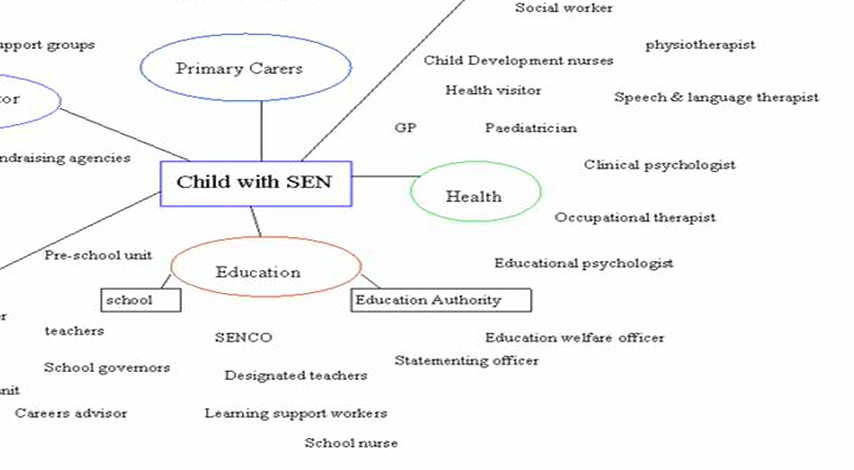 Social worker
upport groups
physiotherapist
Child Development nurses
Primary Carers
Health visitor
tor
Speech & language therapist
GP
Paediatrician
ndraising agencies
Clinical psychologist
Child with SEN
Health
Occupational therapist
Pre-school unit
Educational psychologist
Education
school
Education Authority
er
teachers
SENCO
Education welfare officer
Statementing officer
School governors
Designated teachers
nit
Careers advisor
Learning support workers
School nurse